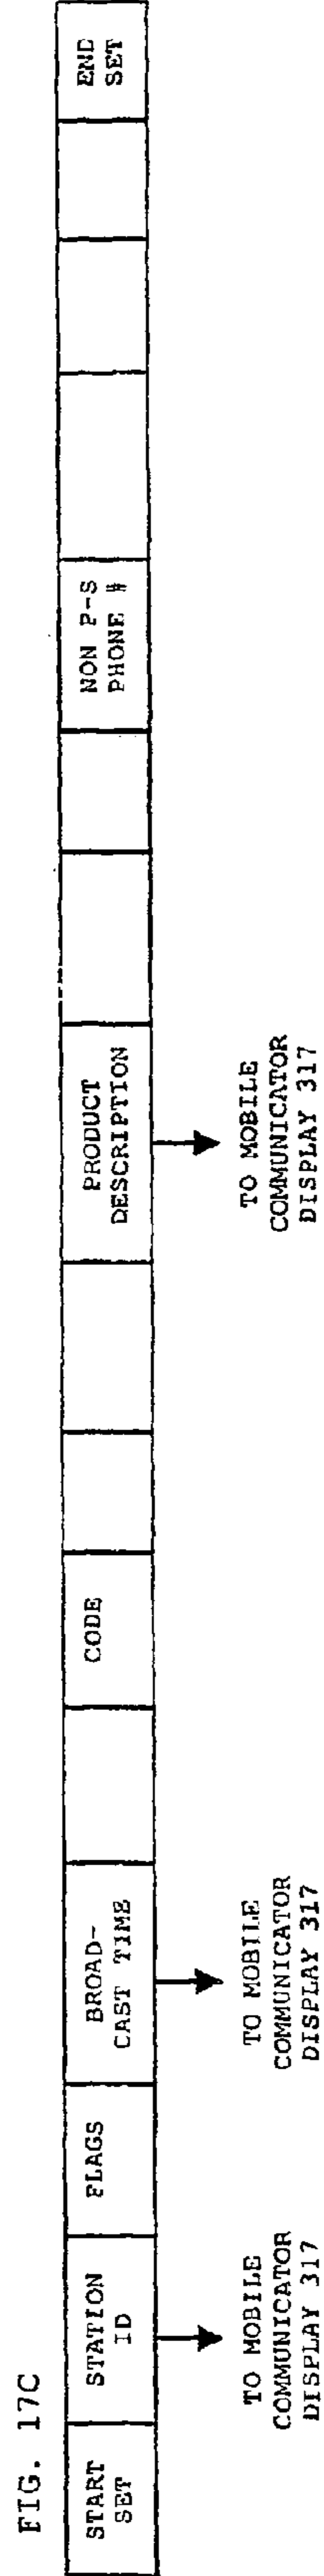 FIG. 17C
START
SET
STATION
ID
FLAGS
BROAD-
CAST TIME
CODE
PRODUCT
DESCRIPTION
NON P-S
PHONE #
END
SET
TO MOBILE
COMMUNICATOR
DISPLAY 317
TO MOBILE
COMMUNICATOR
DISPLAY 317
TO MOBILE
COMMUNICATOR
DISPLAY 317